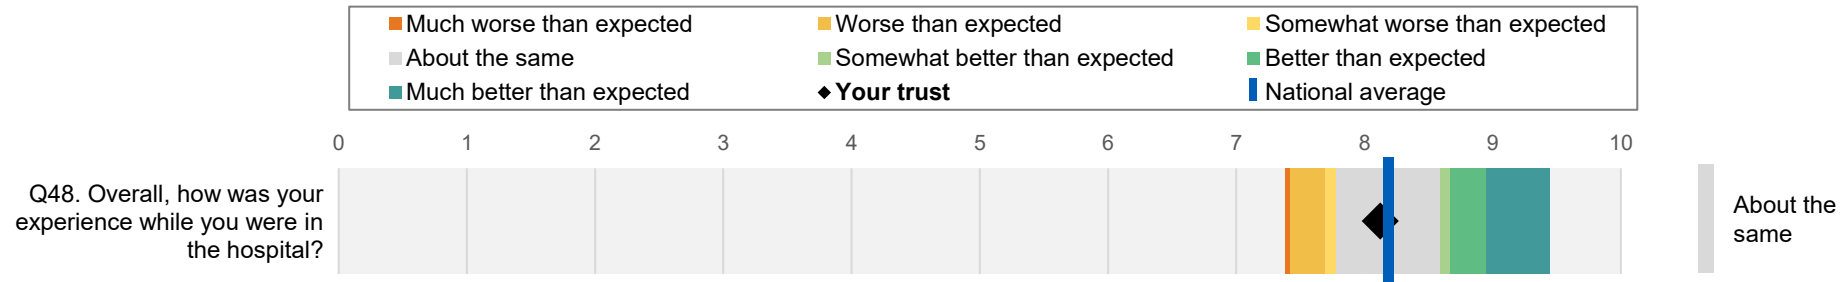 Much worse than expected
Worse than expected
Somewhat worse than expected
About the same
Somewhat better than expected
Better than expected
Much better than expected
Your trust
National average
0 1 2 3 4 5 6 7 8 9 10
Q48. Overall, how was your
experience while you were in
the hospital?
About the
same